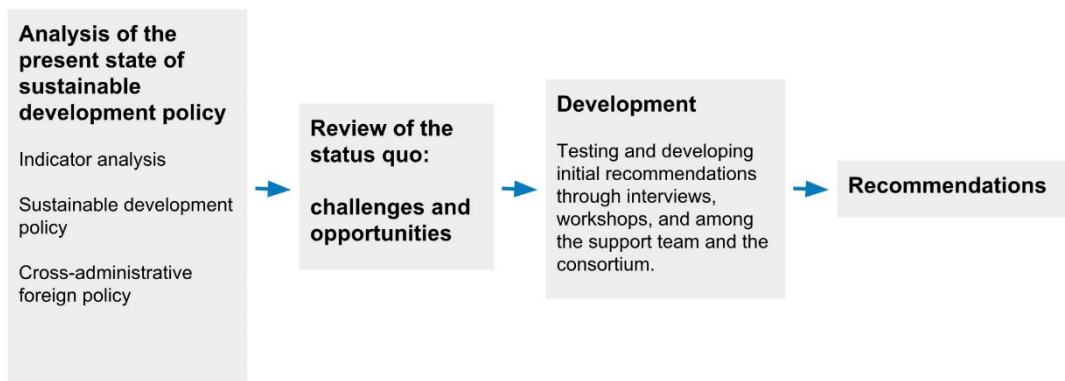 Analysis of the
present state of
sustainable
development policy
Indicator analysis
Sustainable development
policy
Cross-administrative
foreign policy
Review of the
status quo:
challenges and
opportunities
Development
Testing and developing
initial recommendations
through interviews,
workshops, and among
the support team and the
consortium.
Recommendations